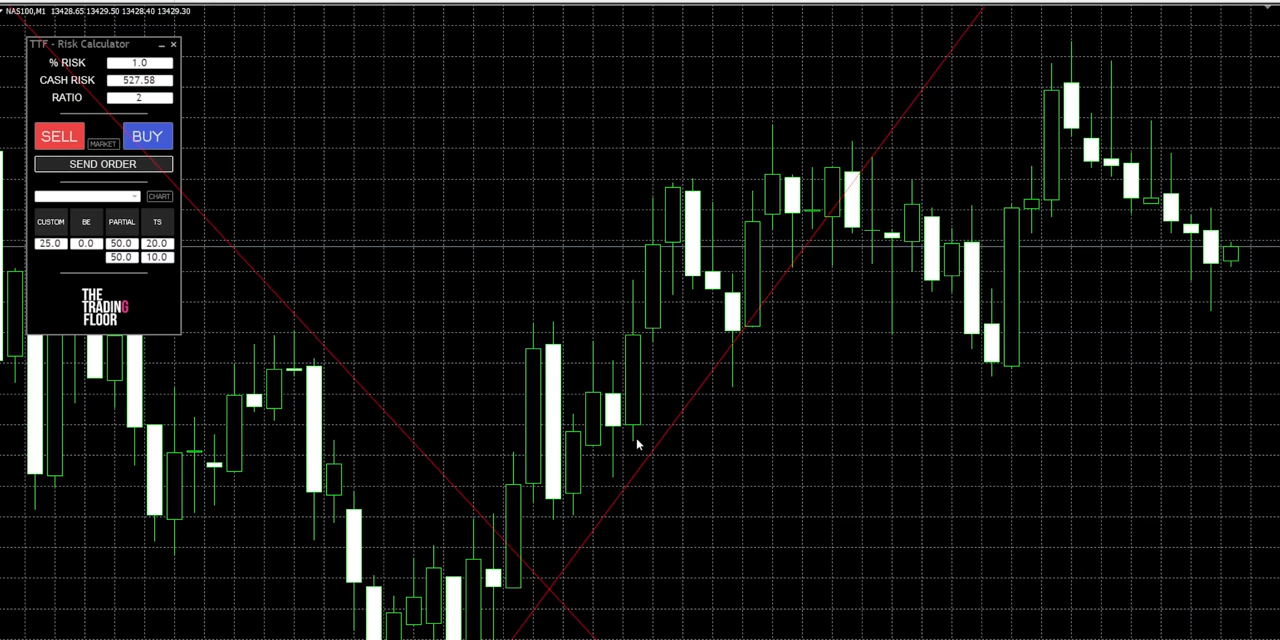 NAS100,M1 13428.65 13429.50 13428.40 13429.30
TTF - Risk Calculator
% RISK 1.0
CASH RISK 527.58
RATIO 2
SELL MARKET BUY
SEND ORDER
CHART
CUSTOM BE PARTIAL TS
25.0 0.0 50.0 20.0
50.0 10.0
THE
TRADING
FLOOR